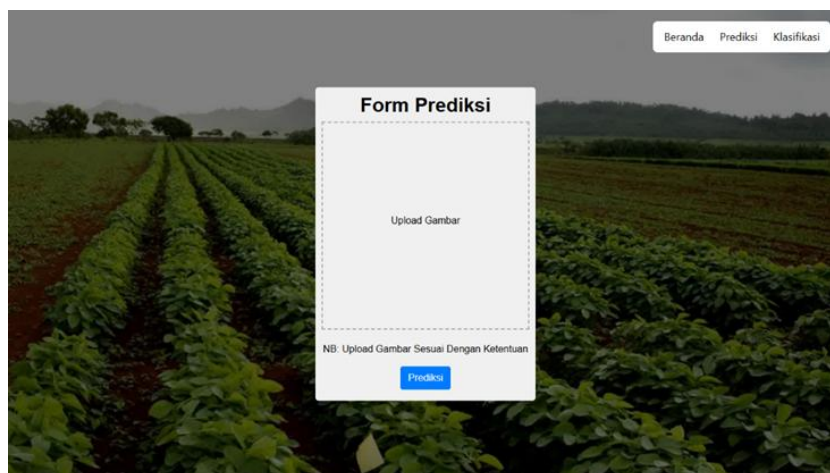 Beranda Prediksi Klasifikasi
Form Prediksi
Upload Gambar
NB: Upload Gambar Sesuai Dengan Ketentuan
Prediksi